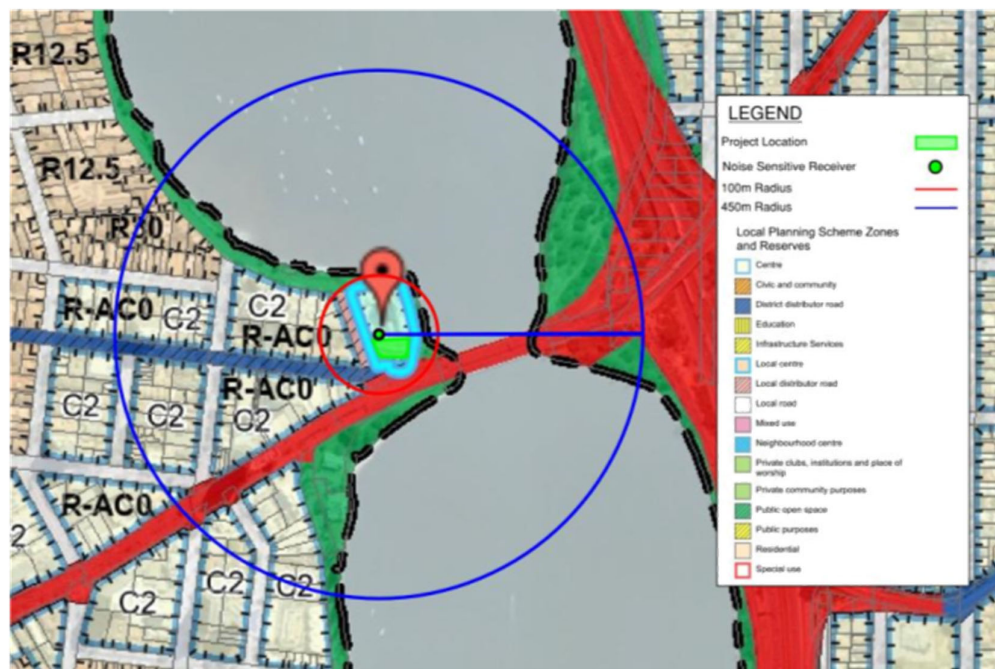 R12.5
R12.5
R30
R-AC0
C2
C2
R-AC0
R-AC0
C2
C2
C2
R-AC0
2
C2
C2
C2
LEGEND
Project Location
Noise Sensitive Receiver
100m Radius
450m Radius
Local Planning Scheme Zones
and Reserves
Centre
Civic and community
District distributor road
Education
Infrastructure Services
Local centre
Local distributor road
Local road
Mixed use
Neighbourhood centre
Private clubs, institutions and place of
worship
Private community purposes
Public open space
Public purposes
Residential
Special use